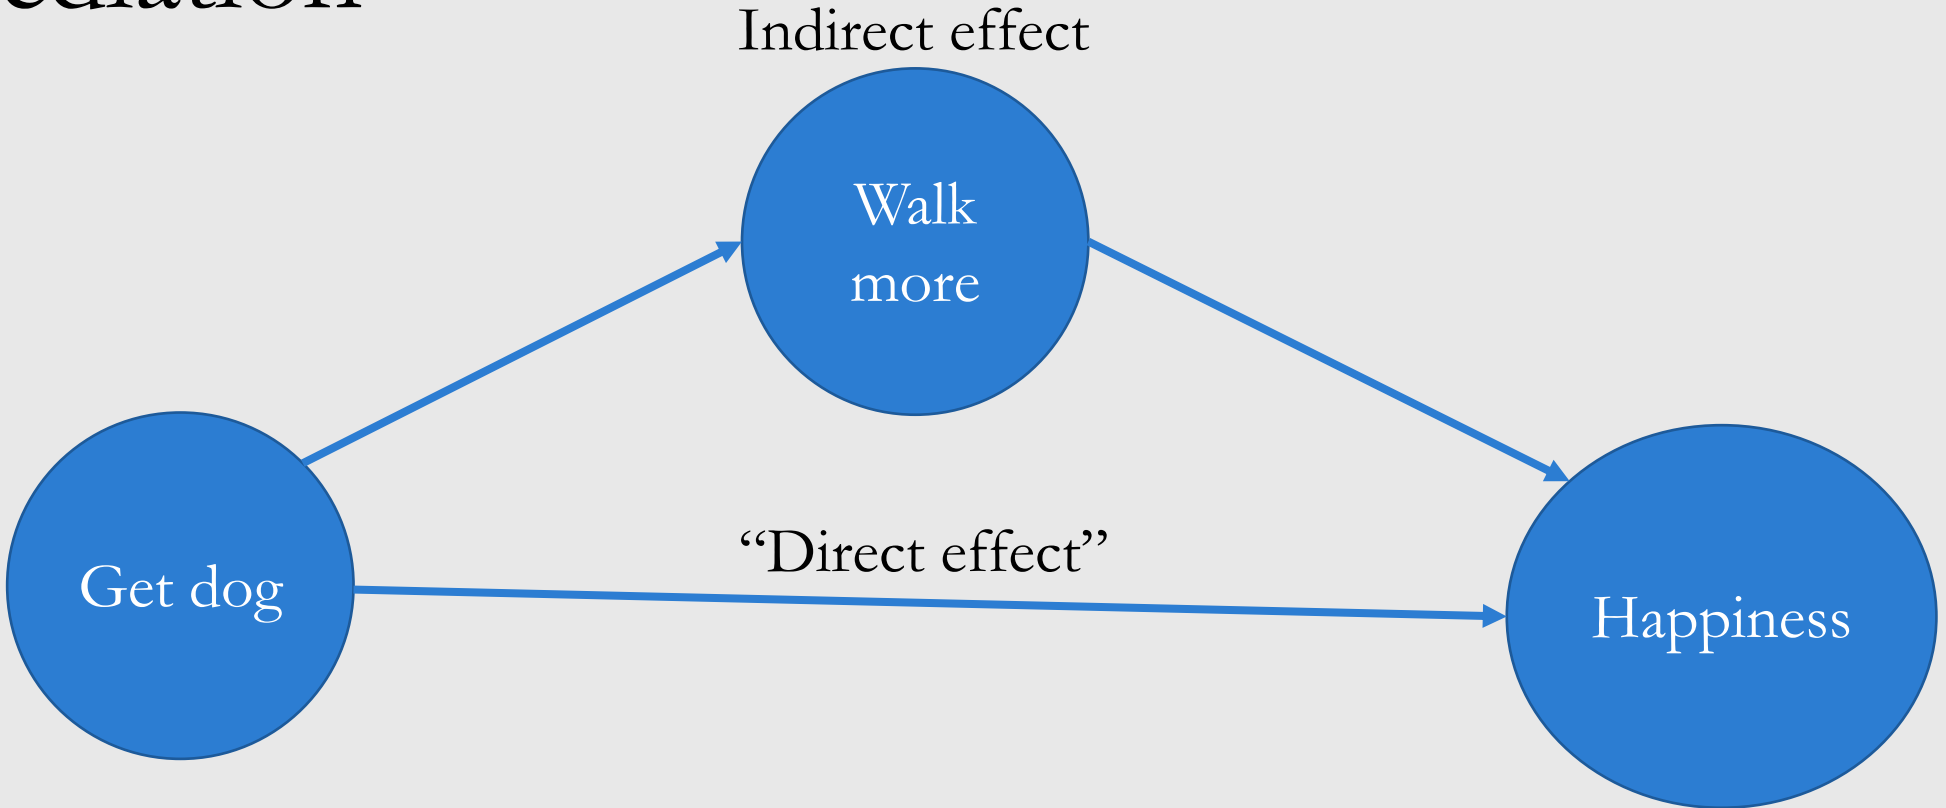 Indirect effect
Walk
more
“Direct effect”
Get dog
Happiness